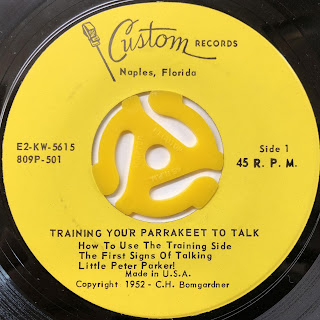 Custom RECORDS
Naples, Florida
E2-KW-5615
809P-501
Side 1
45 R. P. M.
TRAINING YOUR PARRAKEET TO TALK
How To Use The Training Side
The First Signs Of Talking
Little Peter Parker!
Made in U.S.A.
Copyright 1952 - C.H. Bomgardner